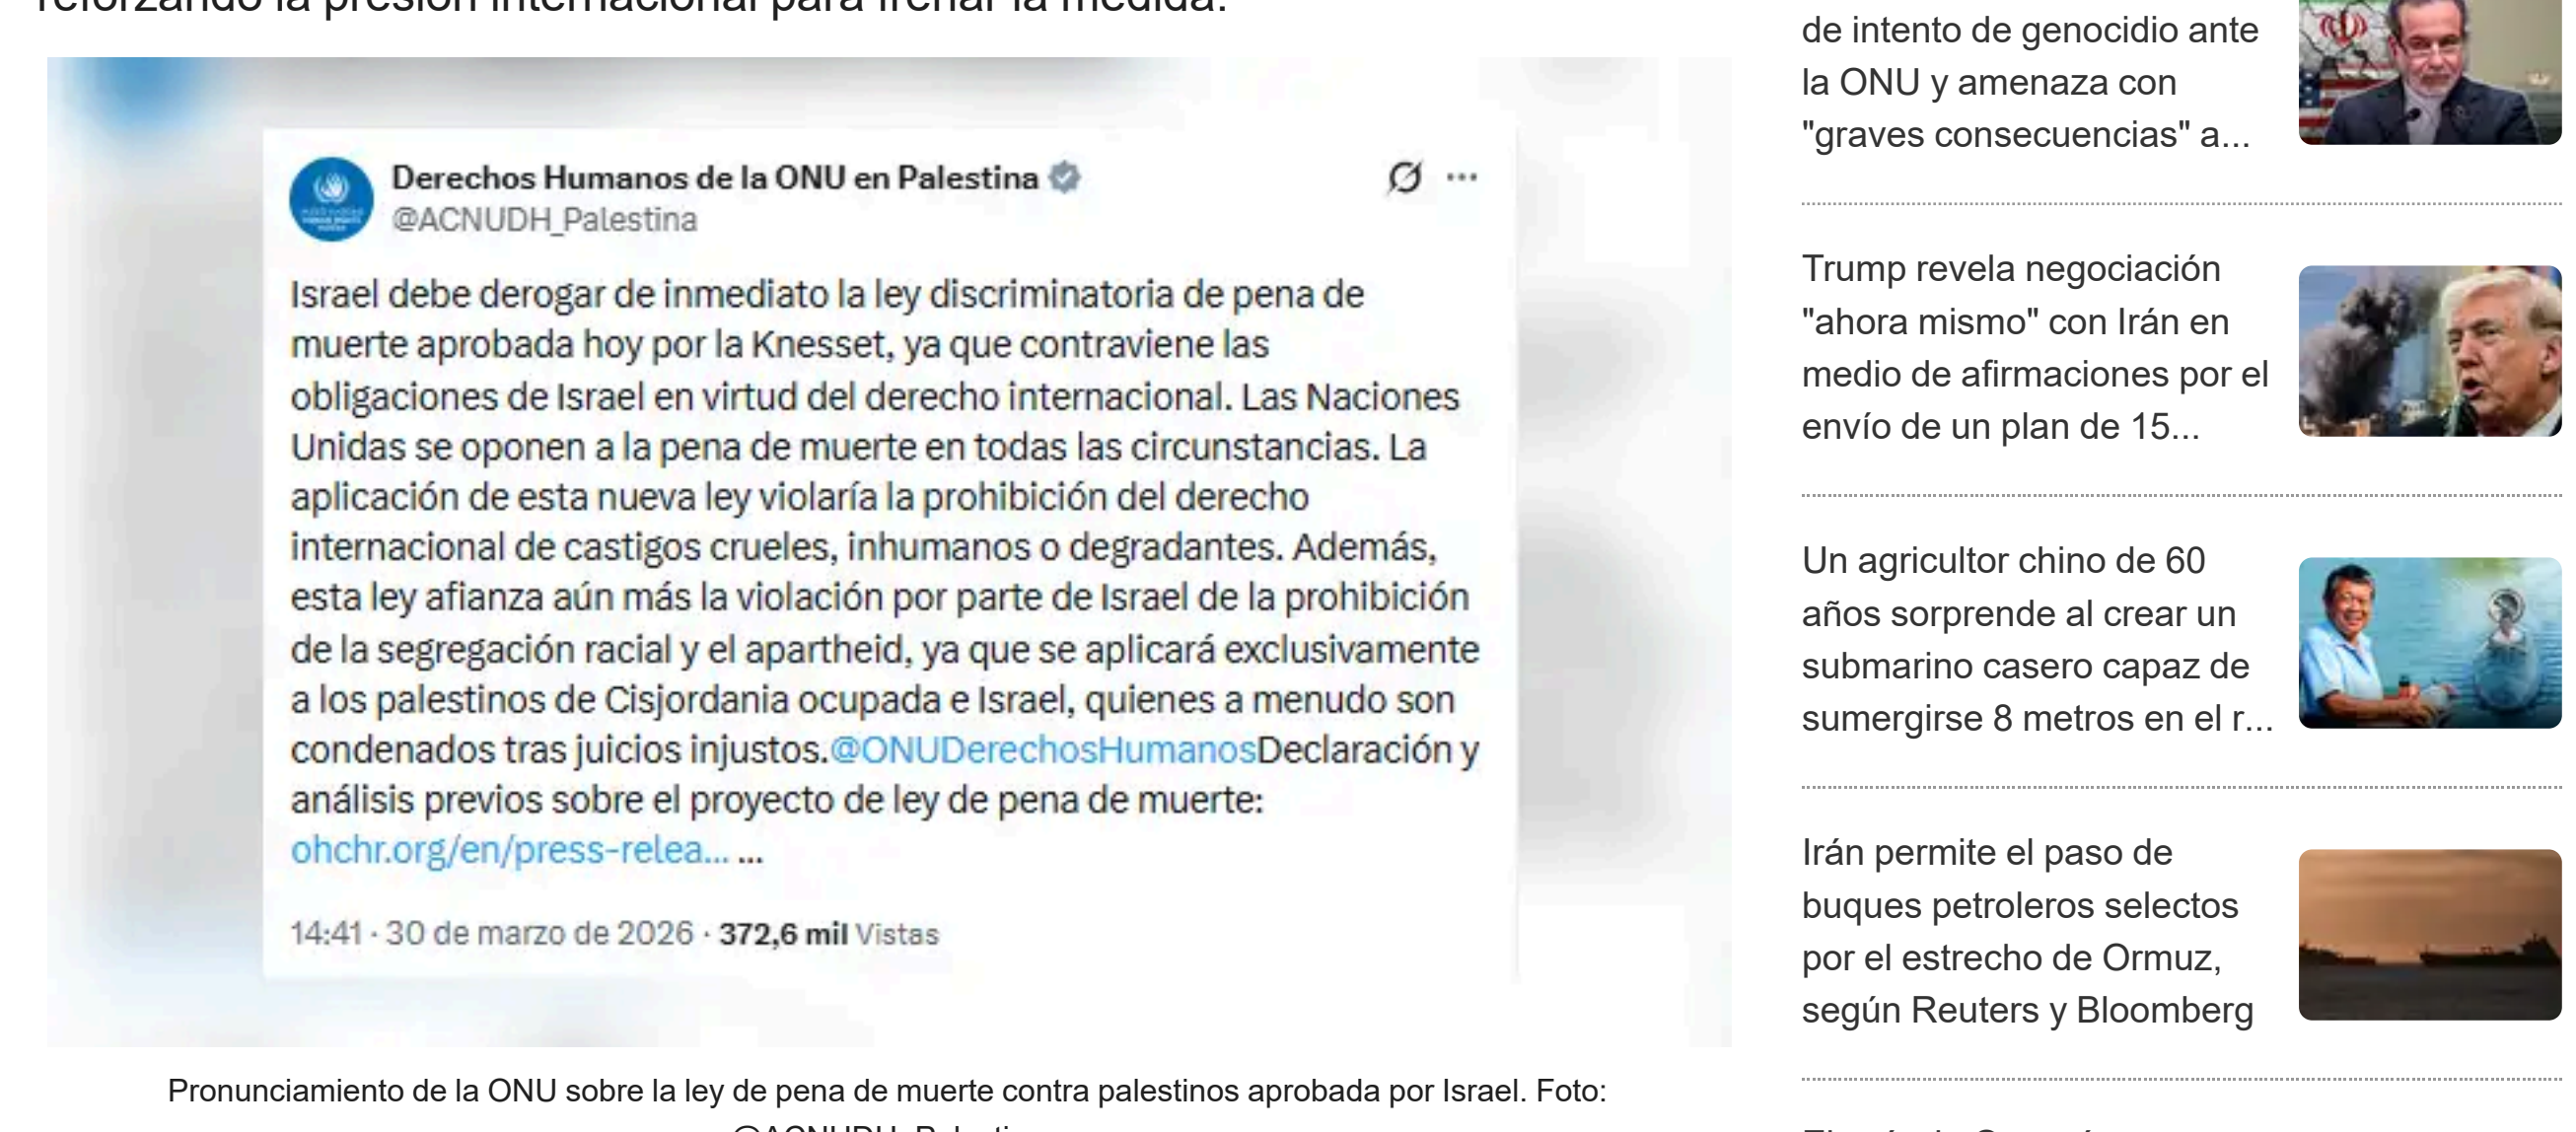 reforzando la presión internacional para frenar la medida.
Derechos Humanos de la ONU en Palestina
@ACNUDH_Palestina
Israel debe derogar de inmediato la ley discriminatoria de pena de
muerte aprobada hoy por la Knesset, ya que contraviene las
obligaciones de Israel en virtud del derecho internacional. Las Naciones
Unidas se oponen a la pena de muerte en todas las circunstancias. La
aplicación de esta nueva ley violaría la prohibición del derecho
internacional de castigos crueles, inhumanos o degradantes. Además,
esta ley afianza aún más la violación por parte de Israel de la prohibición
de la segregación racial y el apartheid, ya que se aplicará exclusivamente
a los palestinos de Cisjordania ocupada e Israel, quienes a menudo son
condenados tras juicios injustos.@ONUDerechosHumanosDeclaración y
análisis previos sobre el proyecto de ley de pena de muerte:
ohchr.org/en/press-relea... ...
14:41 · 30 de marzo de 2026 · 372,6 mil Vistas
Pronunciamiento de la ONU sobre la ley de pena de muerte contra palestinos aprobada por Israel. Foto:
de intento de genocidio ante
la ONU y amenaza con
"graves consecuencias" a...
Trump revela negociación
"ahora mismo" con Irán en
medio de afirmaciones por el
envío de un plan de 15...
Un agricultor chino de 60
años sorprende al crear un
submarino casero capaz de
sumergirse 8 metros en el r...
Irán permite el paso de
buques petroleros selectos
por el estrecho de Ormuz,
según Reuters y Bloomberg